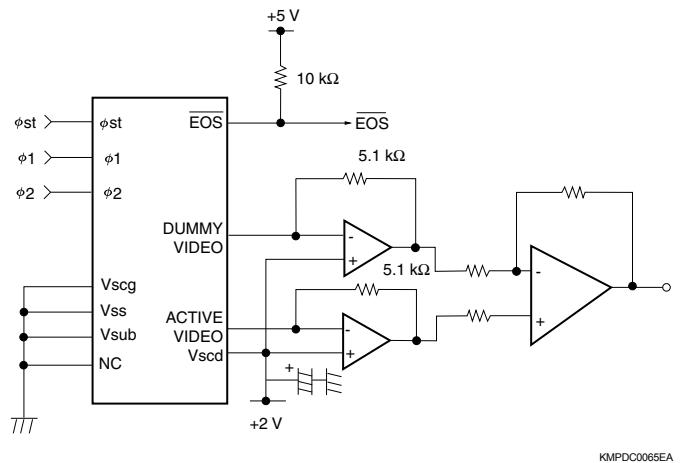 +5 V
10 kΩ
φst
φst
EOS
EOS
φ1
φ1
φ2
φ2
5.1 kΩ
DUMMY
VIDEO
-
+
5.1 kΩ
-
+
Vscg
Vss
Vsub
NC
ACTIVE
VIDEO
Vscd
-
+
+
+2 V
KMPDC0065EA